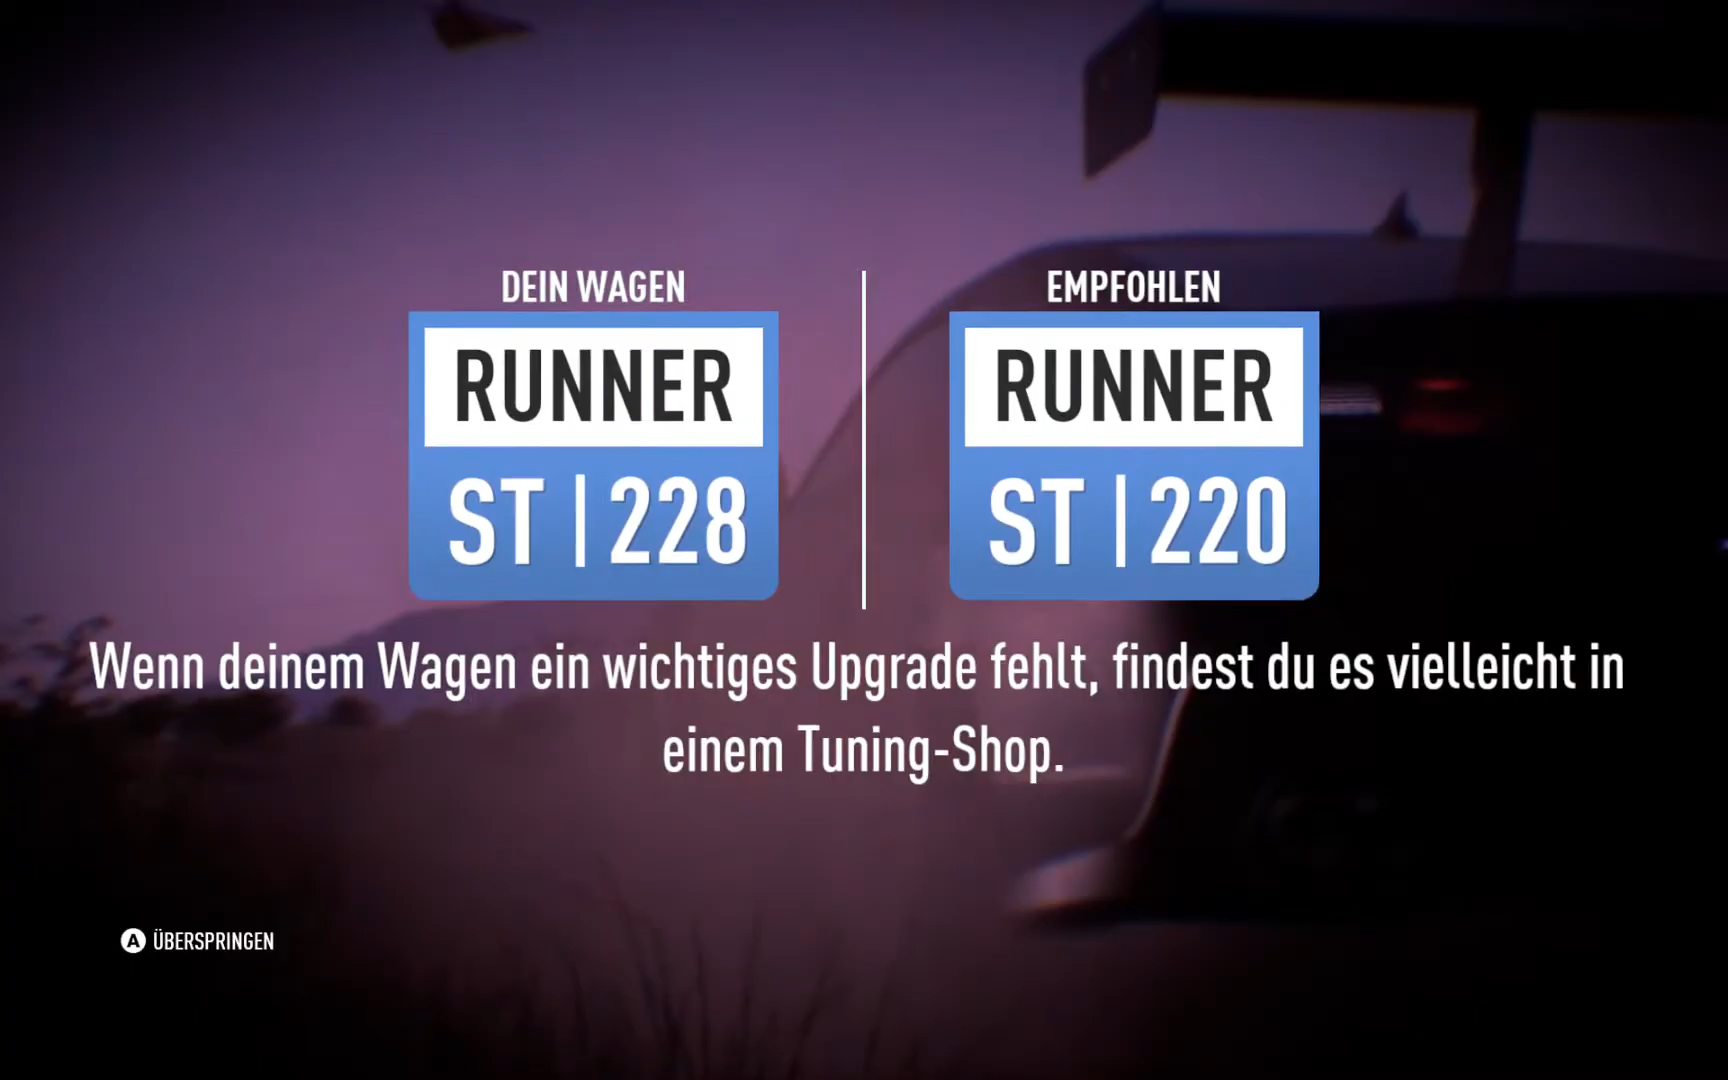 DEIN WAGEN
RUNNER
ST | 228
EMPFOHLEN
RUNNER
ST | 220
Wenn deinem Wagen ein wichtiges Upgrade fehlt, findest du es vielleicht in
einem Tuning-Shop.
A ÜBERSPRINGEN